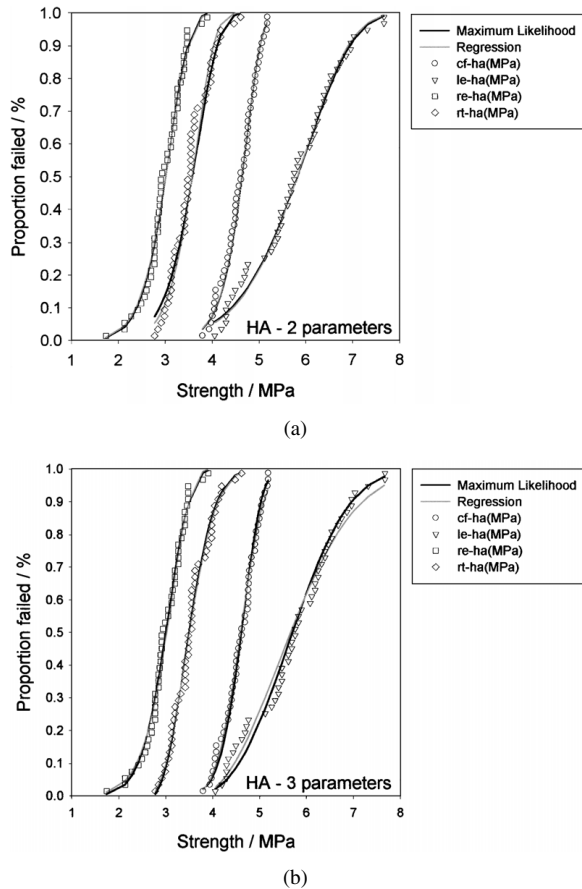 1.0
0.9
0.8
0.7
0.6
0.5
0.4
0.3
0.2
0.1
0.0
Proportion failed / %
1 2 3 4 5 6 7 8
Strength / MPa
HA - 2 parameters
Maximum Likelihood
Regression
cf-ha(MPa)
le-ha(MPa)
re-ha(MPa)
rt-ha(MPa)
(a)
1.0
0.9
0.8
0.7
0.6
0.5
0.4
0.3
0.2
0.1
0.0
Proportion failed / %
1 2 3 4 5 6 7 8
Strength / MPa
HA - 3 parameters
Maximum Likelihood
Regression
cf-ha(MPa)
le-ha(MPa)
re-ha(MPa)
rt-ha(MPa)
(b)